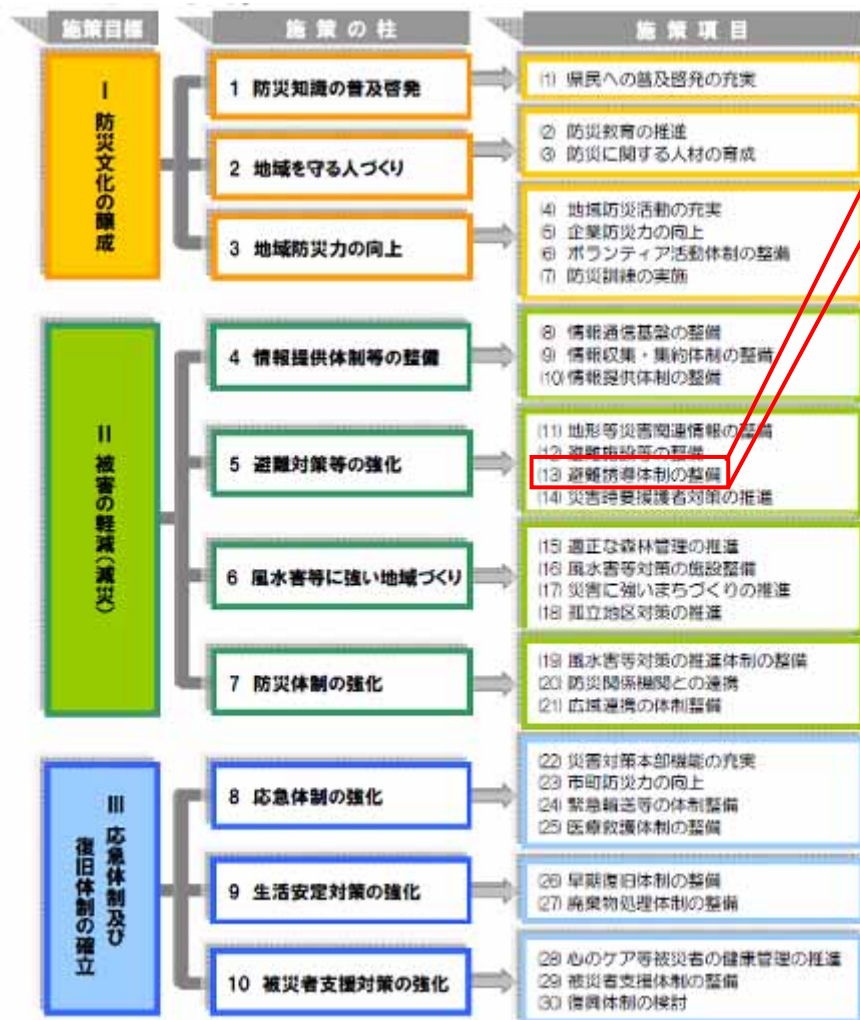 施策目標
施策の柱
施策項目
Ⅰ 防災文化の醸成
1 防災知識の普及啓発
(1) 県民への普及啓発の充実
2 地域を守る人づくり
(2) 防災教育の推進
(3) 防災に関する人材の育成
3 地域防災力の向上
(4) 地域防災活動の充実
(5) 企業防災力の向上
(6) ボランティア活動体制の整備
(7) 防災訓練の実施
Ⅱ 被害の軽減(減災)
4 情報提供体制等の整備
(8) 情報通信基盤の整備
(9) 情報収集・集約体制の整備
(10) 情報提供体制の整備
5 避難対策等の強化
(11) 地形等災害関連情報の整備
(12) 避難施設等の整備
(13) 避難誘導体制の整備
(14) 災害時要援護者対策の推進
6 風水害等に強い地域づくり
(15) 適正な森林管理の推進
(16) 風水害等対策の施設整備
(17) 災害に強いまちづくりの推進
(18) 孤立地区対策の推進
7 防災体制の強化
(19) 風水害等対策の推進体制の整備
(20) 防災関係機関との連携
(21) 広域連携の体制整備
Ⅲ 応急体制及び
復旧体制の確立
8 応急体制の強化
(22) 災害対策本部機能の充実
(23) 市町防災力の向上
(24) 緊急輸送等の体制整備
(25) 医療救護体制の整備
9 生活安定対策の強化
(26) 早期復旧体制の整備
(27) 廃棄物処理体制の整備
10 被災者支援対策の強化
(28) 心のケア等被災者の健康管理の推進
(29) 被災者支援体制の整備
(30) 復興体制の検討